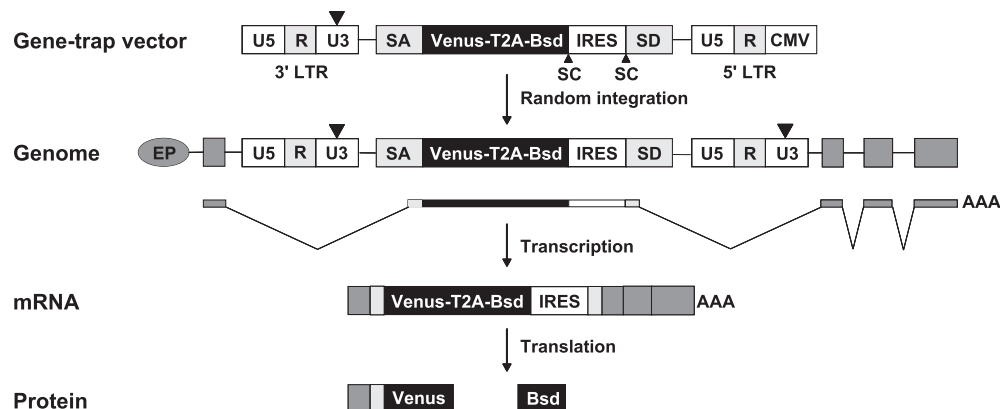 Gene-trap vector U5 R U3 SA Venus-T2A-Bsd IRES SD U5 R CMV
3' LTR SC SC 5' LTR
Random integration
Genome EP U5 R U3 SA Venus-T2A-Bsd IRES SD U5 R U3
AAA
Transcription
mRNA Venus-T2A-Bsd IRES AAA
Translation
Protein Venus Bsd